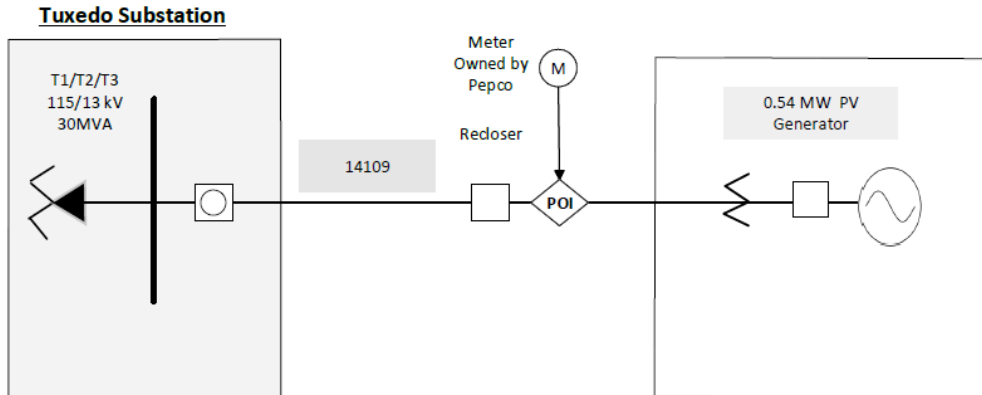 Tuxedo Substation
T1/T2/T3
115/13 kV
30MVA
14109
Meter
Owned by
Pepco
M
Recloser
POI
0.54 MW PV
Generator